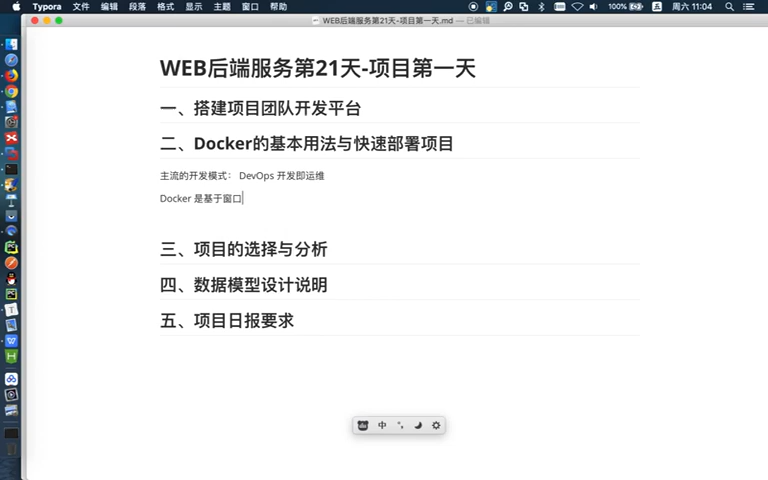 Typora 文件 编辑 段落 格式 显示 主题 窗口 帮助 100% 五 周六 11:04
WEB后端服务第21天-项目第一天.md — 已编辑
WEB后端服务第21天-项目第一天
一、搭建项目团队开发平台
二、Docker的基本用法与快速部署项目
主流的开发模式： DevOps 开发即运维
Docker 是基于窗口
三、项目的选择与分析
四、数据模型设计说明
五、项目日报要求
中